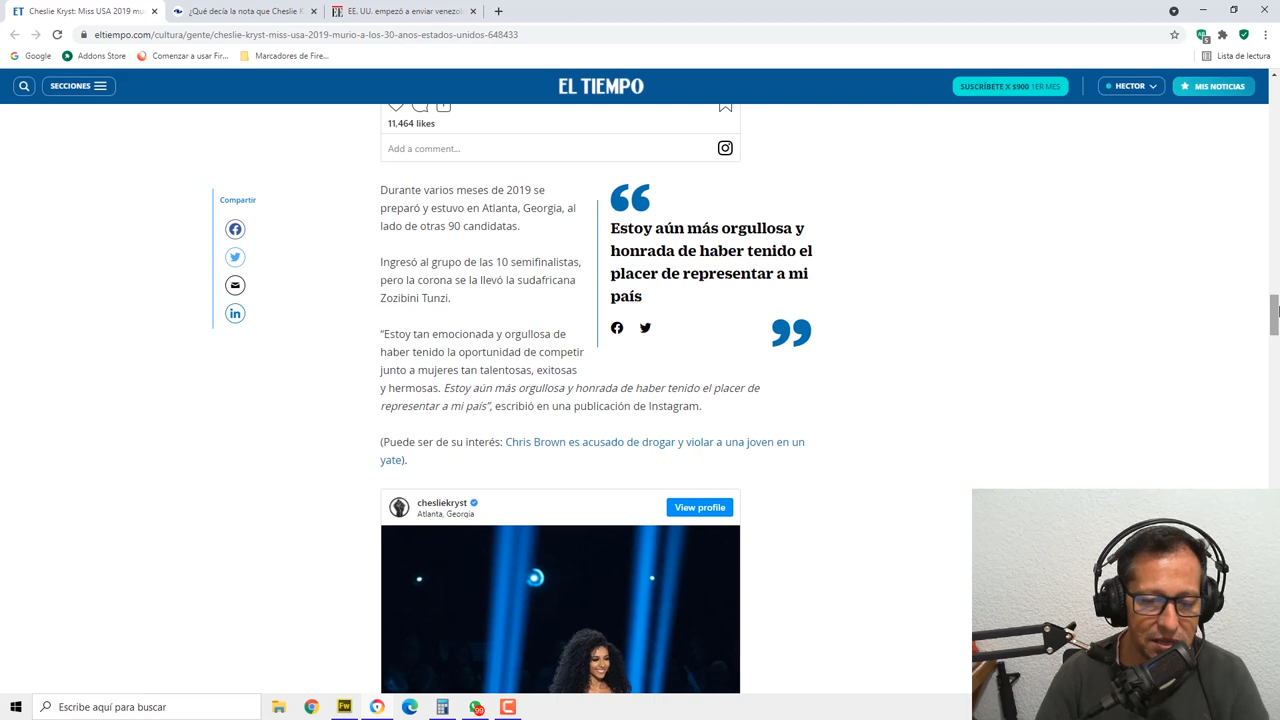 Cheslie Kryst: Miss USA 2019 mu
¿Qué decía la nota que Cheslie K
EE. UU. empezó a enviar venezol
eltiempo.com/cultura/gente/cheslie-kryst-miss-usa-2019-murio-a-los-30-anos-estados-unidos-648433
Google
Addons Store
Comenzar a usar Fir...
Marcadores de Fire...
Lista de lectura
SECCIONES
EL TIEMPO
SUSCRÍBETE X $900 1ER MES
HECTOR
MIS NOTICIAS
11,464 likes
Add a comment...
Compartir
Durante varios meses de 2019 se
preparó y estuvo en Atlanta, Georgia, al
lado de otras 90 candidatas.
Ingresó al grupo de las 10 semifinalistas,
pero la corona se la llevó la sudafricana
Zozibini Tunzi.
Estoy aún más orgullosa y
honrada de haber tenido el
placer de representar a mi
país
“Estoy tan emocionada y orgullosa de
haber tenido la oportunidad de competir
junto a mujeres tan talentosas, exitosas
y hermosas. Estoy aún más orgullosa y honrada de haber tenido el placer de
representar a mi país”, escribió en una publicación de Instagram.
(Puede ser de su interés: Chris Brown es acusado de drogar y violar a una joven en un
yate).
chesliekryst
Atlanta, Georgia
View profile
Escribe aquí para buscar